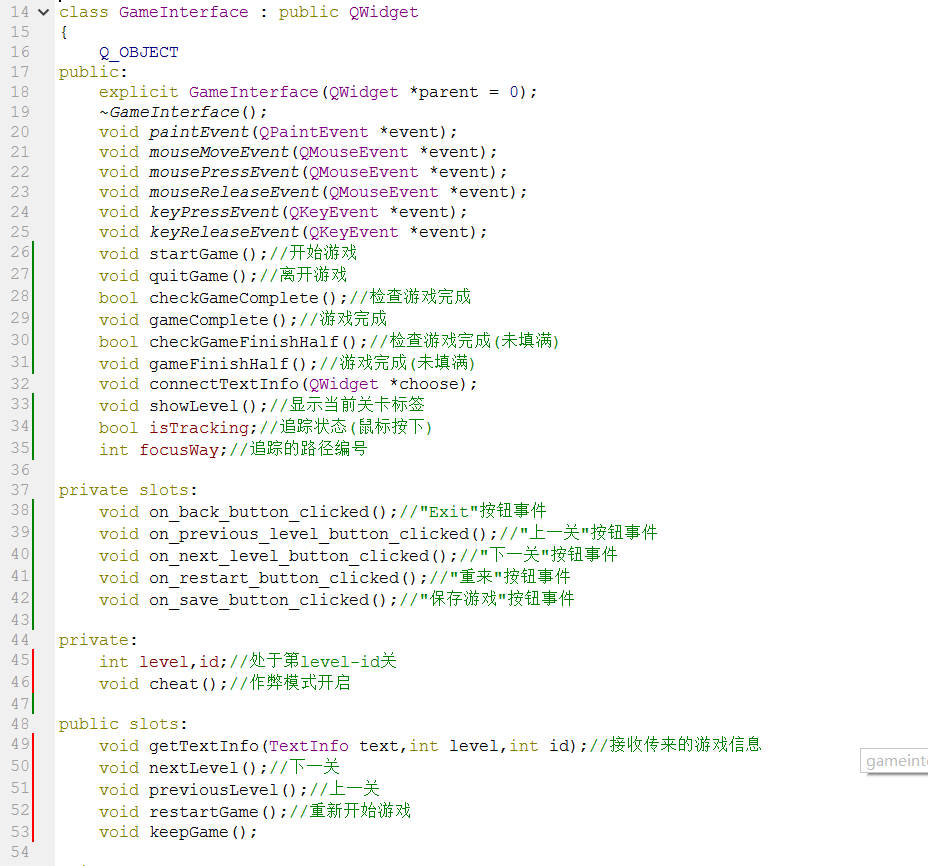 14 class GameInterface : public QWidget
15 {
16 Q_OBJECT
17 public:
18 explicit GameInterface(QWidget *parent = 0);
19 ~GameInterface();
20 void paintEvent(QPaintEvent *event);
21 void mouseMoveEvent(QMouseEvent *event);
22 void mousePressEvent(QMouseEvent *event);
23 void mouseReleaseEvent(QMouseEvent *event);
24 void keyPressEvent(QKeyEvent *event);
25 void keyReleaseEvent(QKeyEvent *event);
26 void startGame();//开始游戏
27 void quitGame();//离开游戏
28 bool checkGameComplete();//检查游戏完成
29 void gameComplete();//游戏完成
30 bool checkGameFinishHalf();//检查游戏完成(未填满)
31 void gameFinishHalf();//游戏完成(未填满)
32 void connectTextInfo(QWidget *choose);
33 void showLevel();//显示当前关卡标签
34 bool isTracking;//追踪状态(鼠标按下)
35 int focusWay;//追踪的路径编号
36
37 private slots:
38 void on_back_button_clicked();//"Exit"按钮事件
39 void on_previous_level_button_clicked();//"上一关"按钮事件
40 void on_next_level_button_clicked();//"下一关"按钮事件
41 void on_restart_button_clicked();//"重来"按钮事件
42 void on_save_button_clicked();//"保存游戏"按钮事件
43
44 private:
45 int level,id;//处于第level-id关
46 void cheat();//作弊模式开启
47
48 public slots:
49 void getTextInfo(TextInfo text,int level,int id);//接收传来的游戏信息
50 void nextLevel();//下一关
51 void previousLevel();//上一关
52 void restartGame();//重新开始游戏
53 void keepGame();
54
gameinte